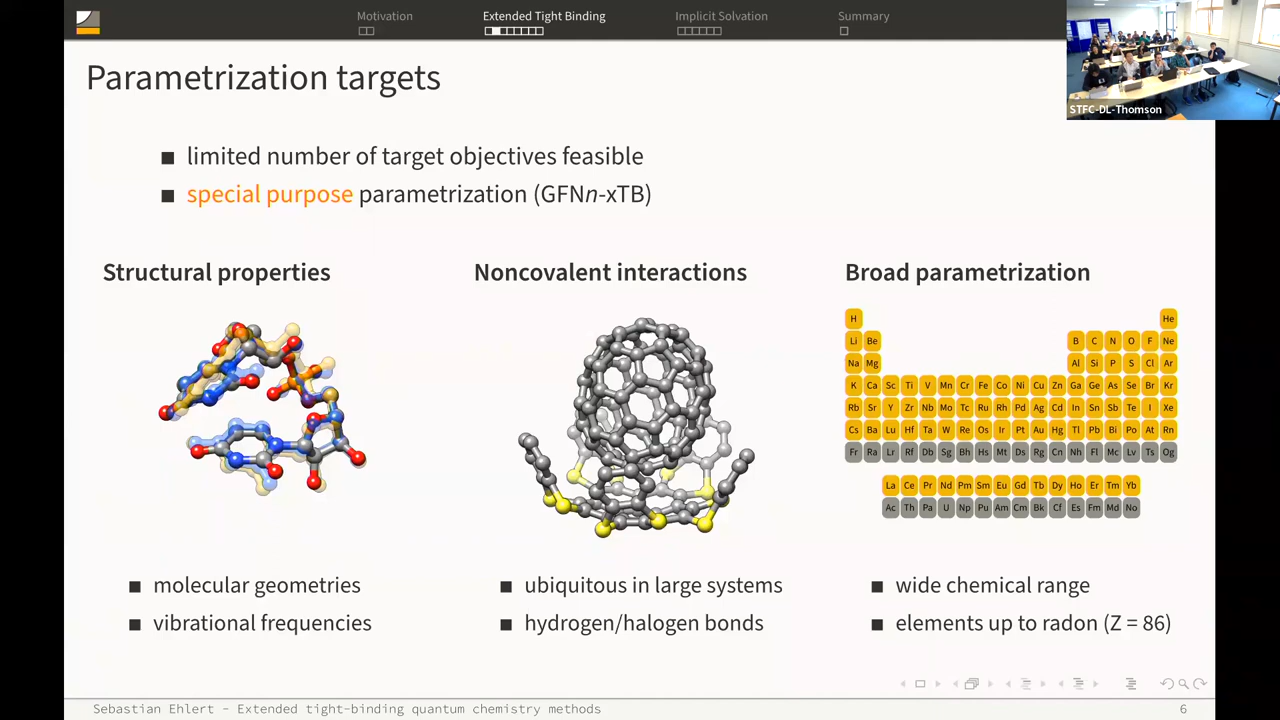 Motivation
Extended Tight Binding
Implicit Solvation
Summary
STFC-DL-Thomson
Parametrization targets
limited number of target objectives feasible
special purpose parametrization (GFNn-xTB)
Structural properties
Noncovalent interactions
Broad parametrization
H He
Li Be B C N O F Ne
Na Mg Al Si P S Cl Ar
K Ca Sc Ti V Mn Cr Fe Co Ni Cu Zn Ga Ge As Se Br Kr
Rb Sr Y Zr Nb Mo Tc Ru Rh Pd Ag Cd In Sn Sb Te I Xe
Cs Ba Lu Hf Ta W Re Os Ir Pt Au Hg Tl Pb Bi Po At Rn
Fr Ra Lr Rf Db Sg Bh Hs Mt Ds Rg Cn Nh Fl Mc Lv Ts Og
La Ce Pr Nd Pm Sm Eu Gd Tb Dy Ho Er Tm Yb
Ac Th Pa U Np Pu Am Cm Bk Cf Es Fm Md No
molecular geometries
vibrational frequencies
ubiquitous in large systems
hydrogen/halogen bonds
wide chemical range
elements up to radon (Z = 86)
Sebastian Ehlert – Extended tight-binding quantum chemistry methods
6